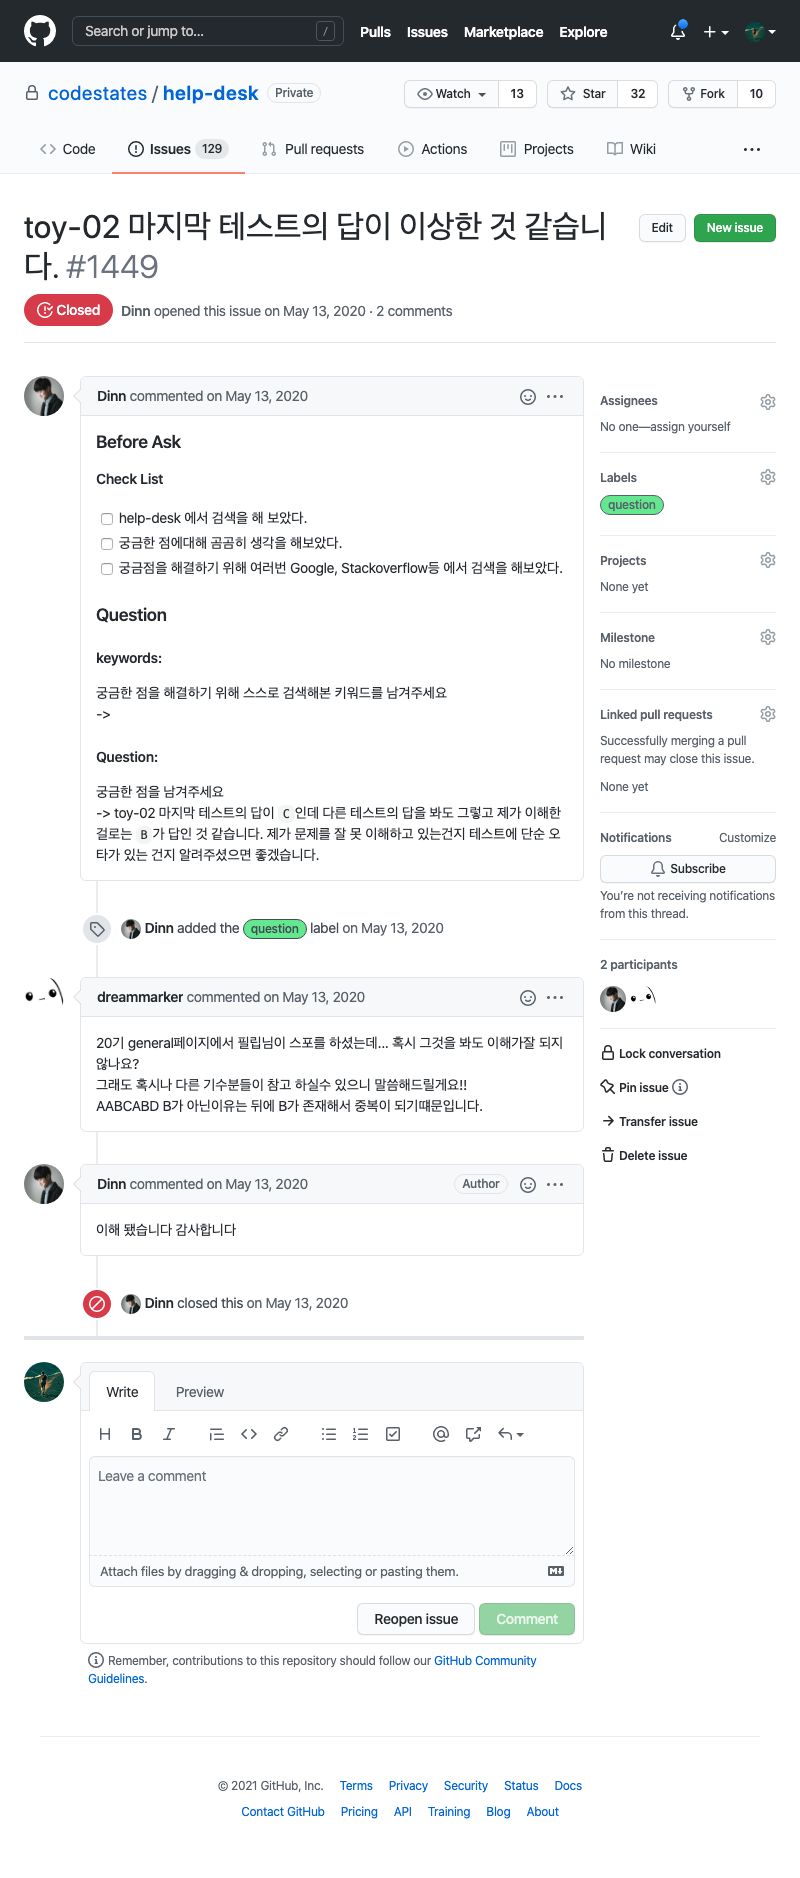 Search or jump to...
/
Pulls
Issues
Marketplace
Explore
codestates / help-desk
Private
Watch
13
Star
32
Fork
10
Code
Issues 129
Pull requests
Actions
Projects
Wiki
toy-02 마지막 테스트의 답이 이상한 것 같습니
다. #1449
Edit
New issue
Closed
Dinn opened this issue on May 13, 2020 · 2 comments
Dinn commented on May 13, 2020
Before Ask
Check List
help-desk 에서 검색을 해 보았다.
궁금한 점에대해 곰곰히 생각을 해보았다.
궁금점을 해결하기 위해 여러번 Google, Stackoverflow등 에서 검색을 해보았다.
Question
keywords:
궁금한 점을 해결하기 위해 스스로 검색해본 키워드를 남겨주세요
->
Question:
궁금한 점을 남겨주세요
-> toy-02 마지막 테스트의 답이 C 인데 다른 테스트의 답을 봐도 그렇고 제가 이해한
걸로는 B 가 답인 것 같습니다. 제가 문제를 잘 못 이해하고 있는건지 테스트에 단순 오
타가 있는 건지 알려주셨으면 좋겠습니다.
Dinn added the question label on May 13, 2020
dreammarker commented on May 13, 2020
20기 general페이지에서 필립님이 스포를 하셨는데... 혹시 그것을 봐도 이해가잘 되지
않나요?
그래도 혹시나 다른 기수분들이 참고 하실수 있으니 말씀해드릴게요!!
AABCABD B가 아닌이유는 뒤에 B가 존재해서 중복이 되기떄문입니다.
Dinn commented on May 13, 2020
Author
이해 됐습니다 감사합니다
Dinn closed this on May 13, 2020
Write
Preview
H B I
Leave a comment
Attach files by dragging & dropping, selecting or pasting them.
Reopen issue
Comment
Remember, contributions to this repository should follow our GitHub Community
Guidelines.
Assignees
No one—assign yourself
Labels
question
Projects
None yet
Milestone
No milestone
Linked pull requests
Successfully merging a pull
request may close this issue.
None yet
Notifications
Customize
Subscribe
You're not receiving notifications
from this thread.
2 participants
Lock conversation
Pin issue
Transfer issue
Delete issue
© 2021 GitHub, Inc.
Terms
Privacy
Security
Status
Docs
Contact GitHub
Pricing
API
Training
Blog
About